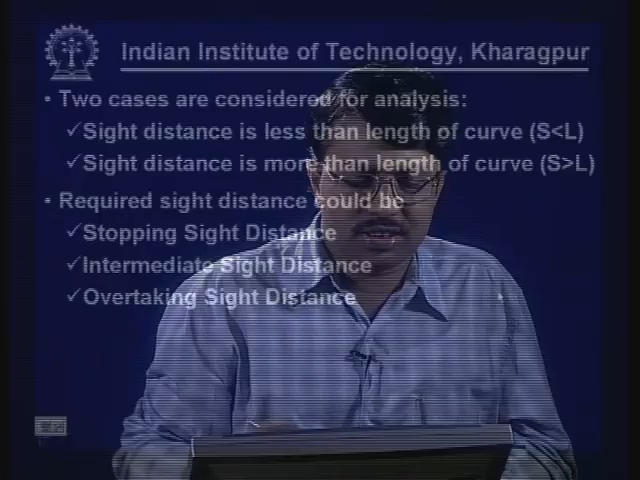 Indian Institute of Technology, Kharagpur
• Two cases are considered for analysis:
✓Sight distance is less than length of curve (S<L)
✓Sight distance is more than length of curve (S>L)
• Required sight distance could be
✓Stopping Sight Distance
✓Intermediate Sight Distance
✓Overtaking Sight Distance